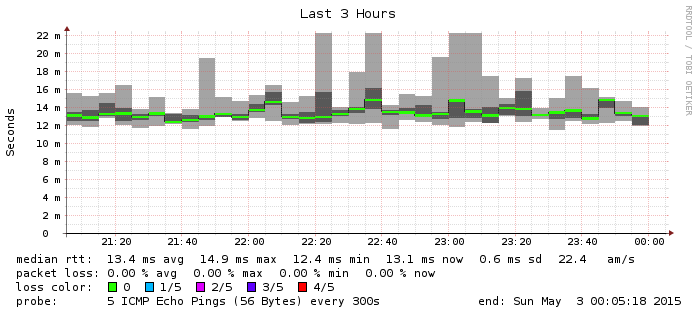 Last 3 Hours
RRDTOOL / TOBI OETIKER
Seconds
22 m
20 m
18 m
16 m
14 m
12 m
10 m
8 m
6 m
4 m
2 m
0
21:20 21:40 22:00 22:20 22:40 23:00 23:20 23:40 00:00
median rtt: 13.4 ms avg 14.9 ms max 12.4 ms min 13.1 ms now 0.6 ms sd 22.4 am/s
packet loss: 0.00 % avg 0.00 % max 0.00 % min 0.00 % now
loss color: 0 1/5 2/5 3/5 4/5
probe: 5 ICMP Echo Pings (56 Bytes) every 300s end: Sun May 3 00:05:18 2015